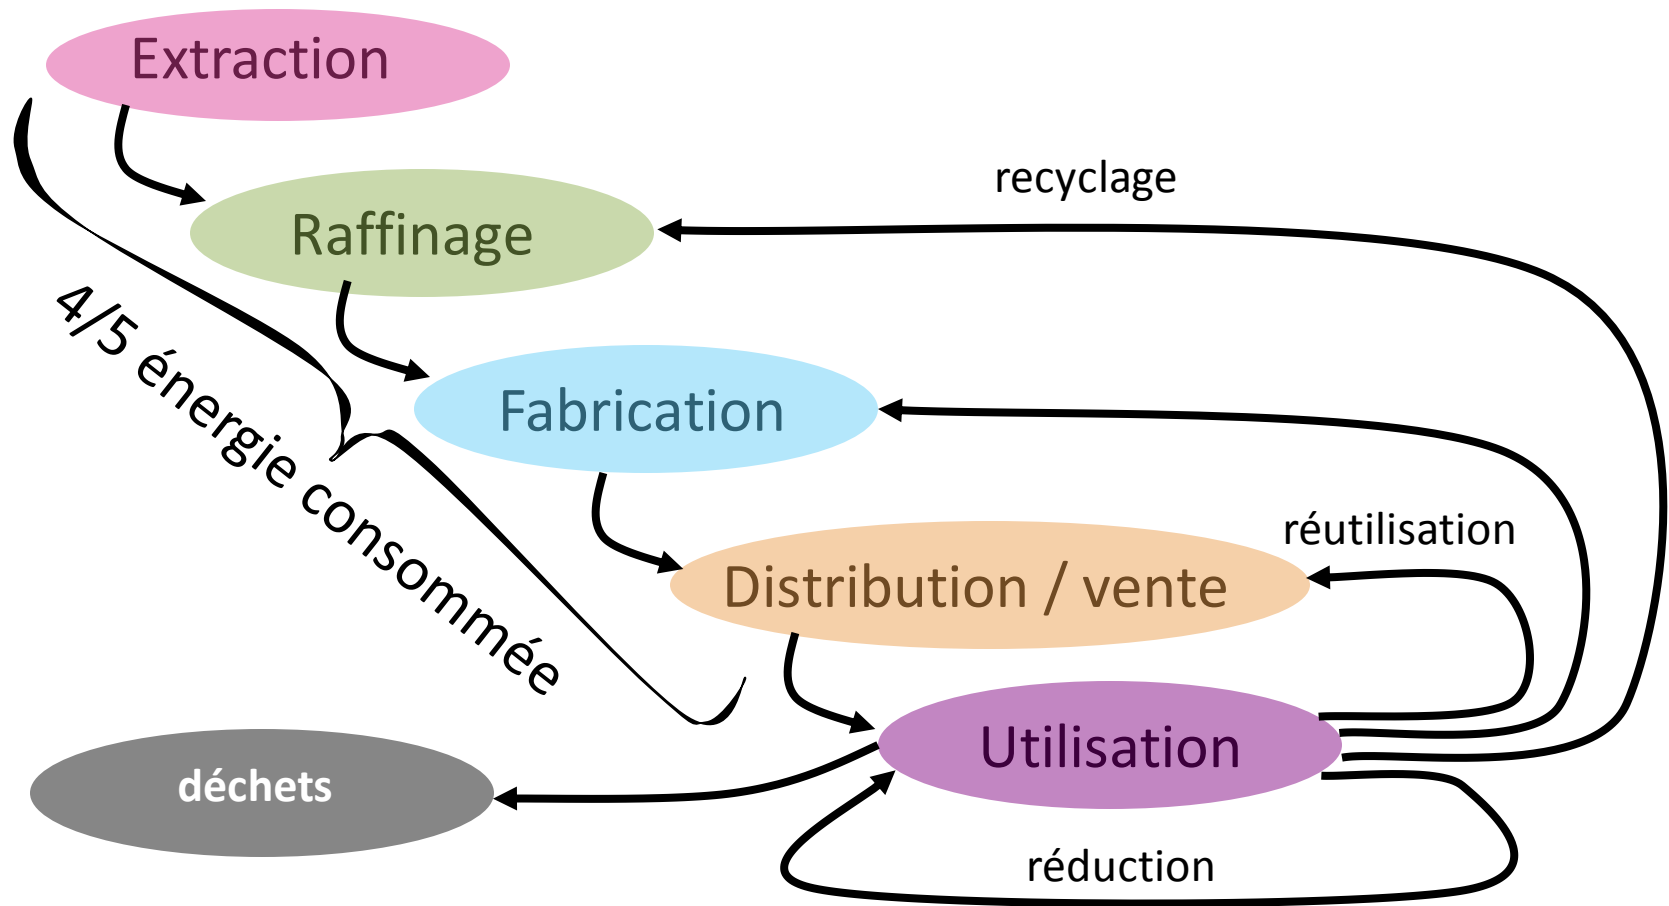 Extraction
recyclage
Raffinage
4/5 énergie consommée
Fabrication
réutilisation
Distribution / vente
Utilisation
déchets
réduction